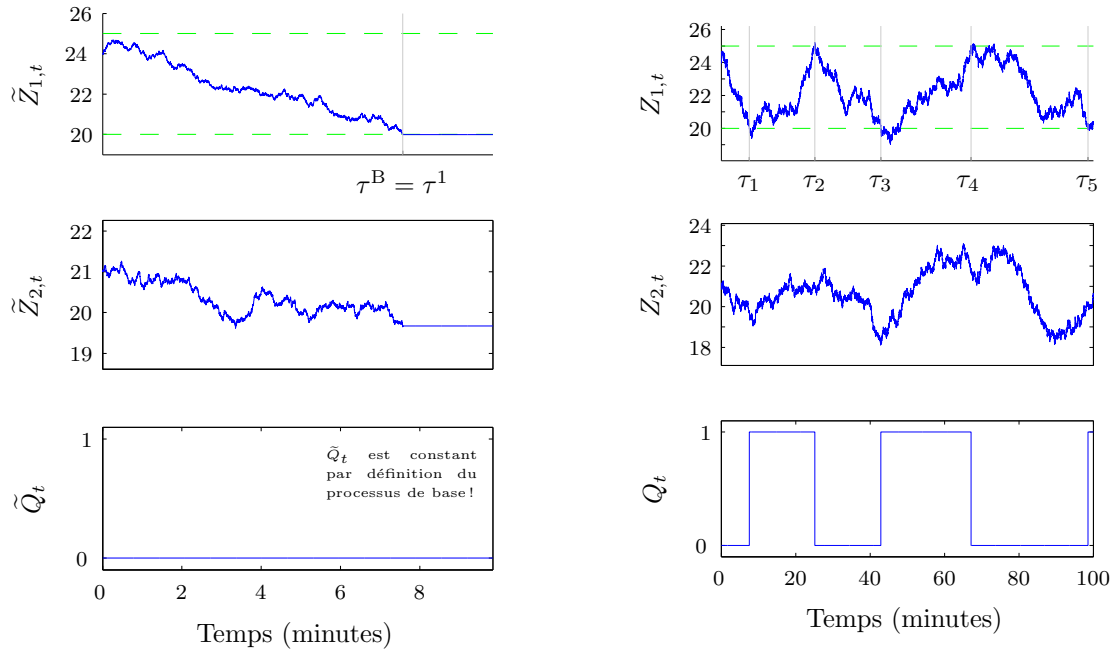 26
24
22
20
Z̃1,t
τB = τ1
22
21
20
19
Z̃2,t
1
0
Q̃t
Q̃t est constant
par définition du
processus de base !
0 2 4 6 8
Temps (minutes)
26
24
22
20
Z1,t
τ1 τ2 τ3 τ4 τ5
24
22
20
18
Z2,t
1
0
Qt
0 20 40 60 80 100
Temps (minutes)